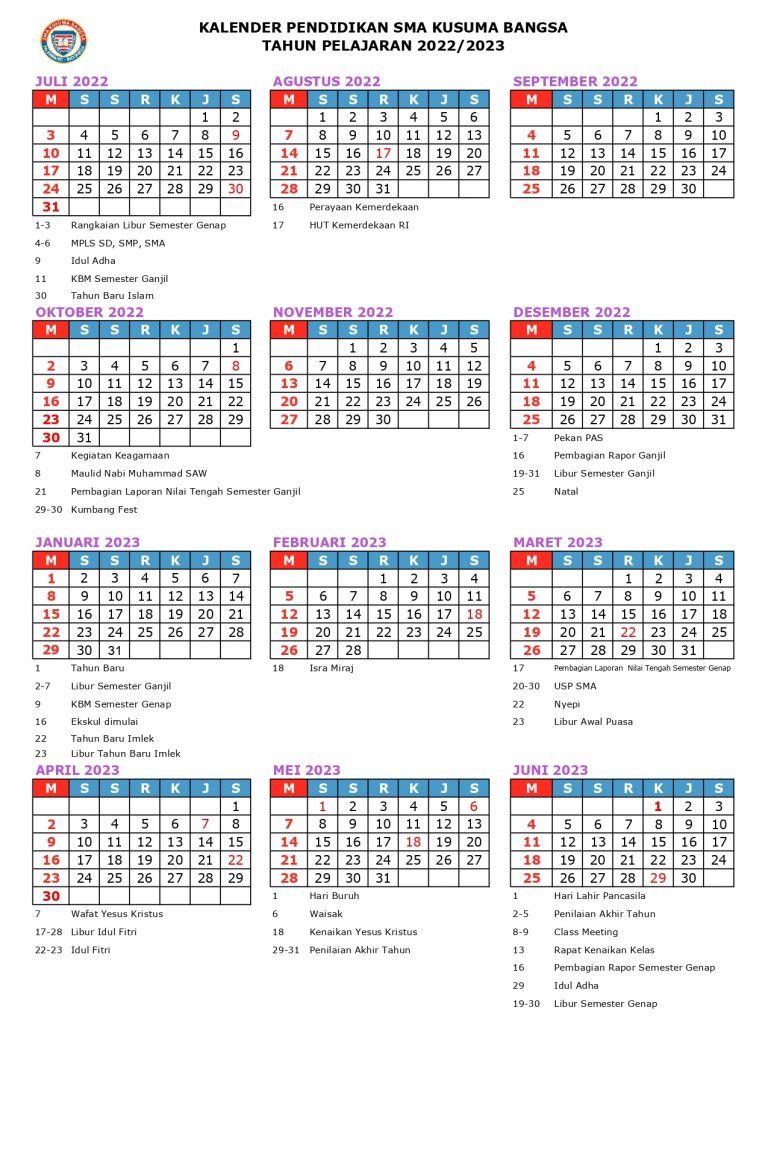 KALENDER PENDIDIKAN SMA KUSUMA BANGSA
TAHUN PELAJARAN 2022/2023
JULI 2022
M S S R K J S
1 2
3 4 5 6 7 8 9
10 11 12 13 14 15 16
17 18 19 20 21 22 23
24 25 26 27 28 29 30
31
1-3 Rangkaian Libur Semester Genap
4-6 MPLS SD, SMP, SMA
9 Idul Adha
11 KBM Semester Ganjil
30 Tahun Baru Islam
AGUSTUS 2022
M S S R K J S
1 2 3 4 5 6
7 8 9 10 11 12 13
14 15 16 17 18 19 20
21 22 23 24 25 26 27
28 29 30 31
16 Perayaan Kemerdekaan
17 HUT Kemerdekaan RI
SEPTEMBER 2022
M S S R K J S
1 2 3
4 5 6 7 8 9 10
11 12 13 14 15 16 17
18 19 20 21 22 23 24
25 26 27 28 29 30
OKTOBER 2022
M S S R K J S
1
2 3 4 5 6 7 8
9 10 11 12 13 14 15
16 17 18 19 20 21 22
23 24 25 26 27 28 29
30 31
7 Kegiatan Keagamaan
8 Maulid Nabi Muhammad SAW
21 Pembagian Laporan Nilai Tengah Semester Ganjil
29-30 Kumbang Fest
NOVEMBER 2022
M S S R K J S
1 2 3 4 5
6 7 8 9 10 11 12
13 14 15 16 17 18 19
20 21 22 23 24 25 26
27 28 29 30
DESEMBER 2022
M S S R K J S
1 2 3
4 5 6 7 8 9 10
11 12 13 14 15 16 17
18 19 20 21 22 23 24
25 26 27 28 29 30 31
1-7 Pekan PAS
16 Pembagian Rapor Ganjil
19-31 Libur Semester Ganjil
25 Natal
JANUARI 2023
M S S R K J S
1 2 3 4 5 6 7
8 9 10 11 12 13 14
15 16 17 18 19 20 21
22 23 24 25 26 27 28
29 30 31
1 Tahun Baru
2-7 Libur Semester Ganjil
9 KBM Semester Genap
16 Ekskul dimulai
22 Tahun Baru Imlek
23 Libur Tahun Baru Imlek
FEBRUARI 2023
M S S R K J S
1 2 3 4
5 6 7 8 9 10 11
12 13 14 15 16 17 18
19 20 21 22 23 24 25
26 27 28
18 Isra Miraj
MARET 2023
M S S R K J S
1 2 3 4
5 6 7 8 9 10 11
12 13 14 15 16 17 18
19 20 21 22 23 24 25
26 27 28 29 30 31
17 Pembagian Laporan Nilai Tengah Semester Genap
20-30 USP SMA
22 Nyepi
23 Libur Awal Puasa
APRIL 2023
M S S R K J S
1
2 3 4 5 6 7 8
9 10 11 12 13 14 15
16 17 18 19 20 21 22
23 24 25 26 27 28 29
30
7 Wafat Yesus Kristus
17-28 Libur Idul Fitri
22-23 Idul Fitri
MEI 2023
M S S R K J S
1 2 3 4 5 6
7 8 9 10 11 12 13
14 15 16 17 18 19 20
21 22 23 24 25 26 27
28 29 30 31
1 Hari Buruh
6 Waisak
18 Kenaikan Yesus Kristus
29-31 Penilaian Akhir Tahun
JUNI 2023
M S S R K J S
1 2 3
4 5 6 7 8 9 10
11 12 13 14 15 16 17
18 19 20 21 22 23 24
25 26 27 28 29 30
1 Hari Lahir Pancasila
2-5 Penilaian Akhir Tahun
8-9 Class Meeting
13 Rapat Kenaikan Kelas
16 Pembagian Rapor Semester Genap
29 Idul Adha
19-30 Libur Semester Genap